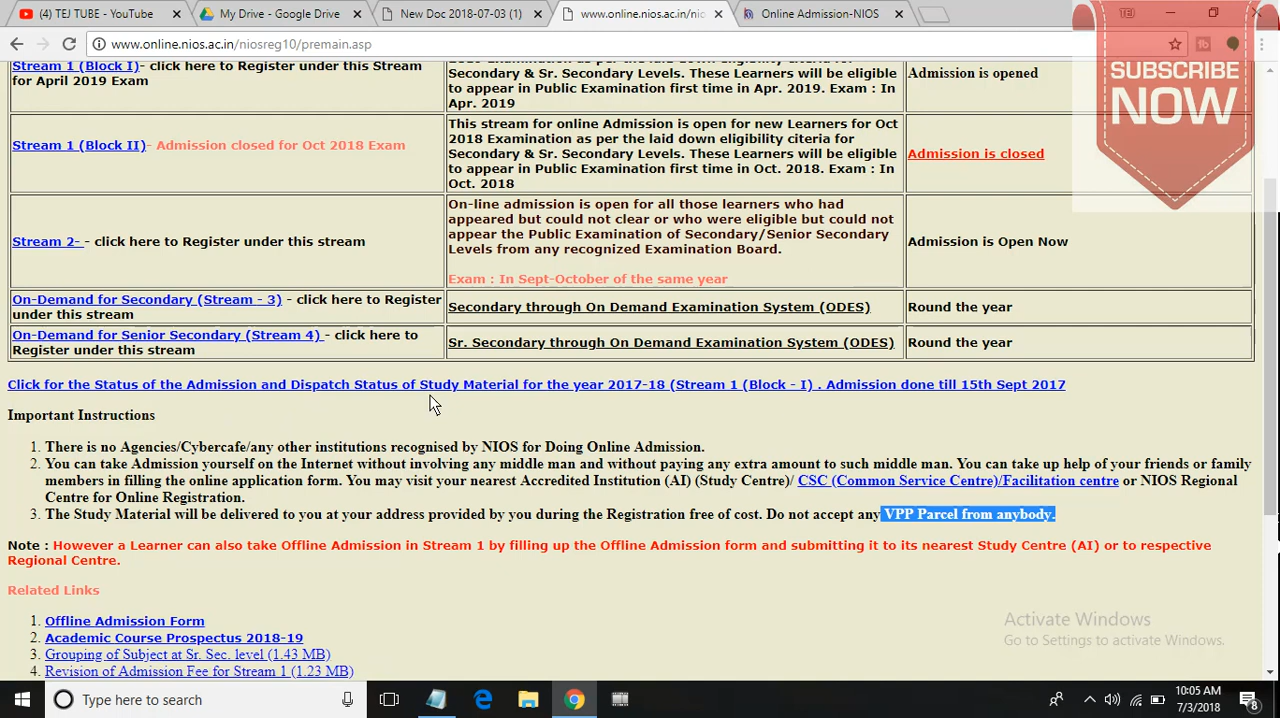 (4) TEJ TUBE - YouTube
My Drive - Google Drive
New Doc 2018-07-03 (1)
www.online.nios.ac.in/nio
Online Admission-NIOS
TEJ
www.online.nios.ac.in/niosreg10/premain.asp
SUBSCRIBE
NOW
Stream 1 (Block I)- click here to Register under this Stream
for April 2019 Exam
Secondary & Sr. Secondary Levels. These Learners will be eligible
to appear in Public Examination first time in Apr. 2019. Exam : In
Apr. 2019
Admission is opened
Stream 1 (Block II)- Admission closed for Oct 2018 Exam
This stream for online Admission is open for new Learners for Oct
2018 Examination as per the laid down eligibility citeria for
Secondary & Sr. Secondary Levels. These Learners will be eligible
to appear in Public Examination first time in Oct. 2018. Exam : In
Oct. 2018
Admission is closed
Stream 2- - click here to Register under this stream
On-line admission is open for all those learners who had
appeared but could not clear or who were eligible but could not
appear the Public Examination of Secondary/Senior Secondary
Levels from any recognized Examination Board.
Exam : In Sept-October of the same year
Admission is Open Now
On-Demand for Secondary (Stream - 3) - click here to Register
under this stream
Secondary through On Demand Examination System (ODES)
Round the year
On-Demand for Senior Secondary (Stream 4) - click here to
Register under this stream
Sr. Secondary through On Demand Examination System (ODES)
Round the year
Click for the Status of the Admission and Dispatch Status of Study Material for the year 2017-18 (Stream 1 (Block - I) . Admission done till 15th Sept 2017
Important Instructions
1. There is no Agencies/Cybercafe/any other institutions recognised by NIOS for Doing Online Admission.
2. You can take Admission yourself on the Internet without involving any middle man and without paying any extra amount to such middle man. You can take up help of your friends or family
members in filling the online application form. You may visit your nearest Accredited Institution (AI) (Study Centre)/ CSC (Common Service Centre)/Facilitation centre or NIOS Regional
Centre for Online Registration.
3. The Study Material will be delivered to you at your address provided by you during the Registration free of cost. Do not accept any VPP Parcel from anybody.
Note : However a Learner can also take Offline Admission in Stream 1 by filling up the Offline Admission form and submitting it to its nearest Study Centre (AI) or to respective
Regional Centre.
Related Links
1. Offline Admission Form
2. Academic Course Prospectus 2018-19
3. Grouping of Subject at Sr. Sec. level (1.43 MB)
4. Revision of Admission Fee for Stream 1 (1.23 MB)
Activate Windows
Go to Settings to activate Windows.
Type here to search
10:05 AM
7/3/2018
8